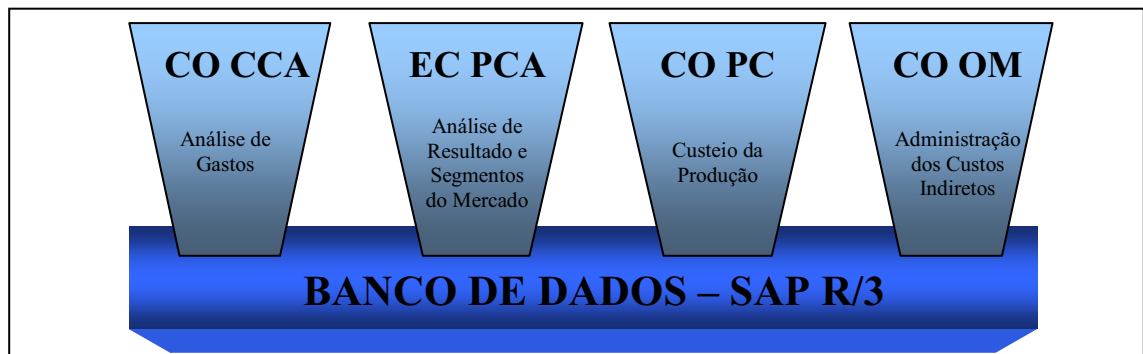 CO CCA
Análise de
Gastos
EC PCA
Análise de
Resultado e
Segmentos
do Mercado
CO PC
Custeio da
Produção
CO OM
Administração
dos Custos
Indiretos
BANCO DE DADOS – SAP R/3